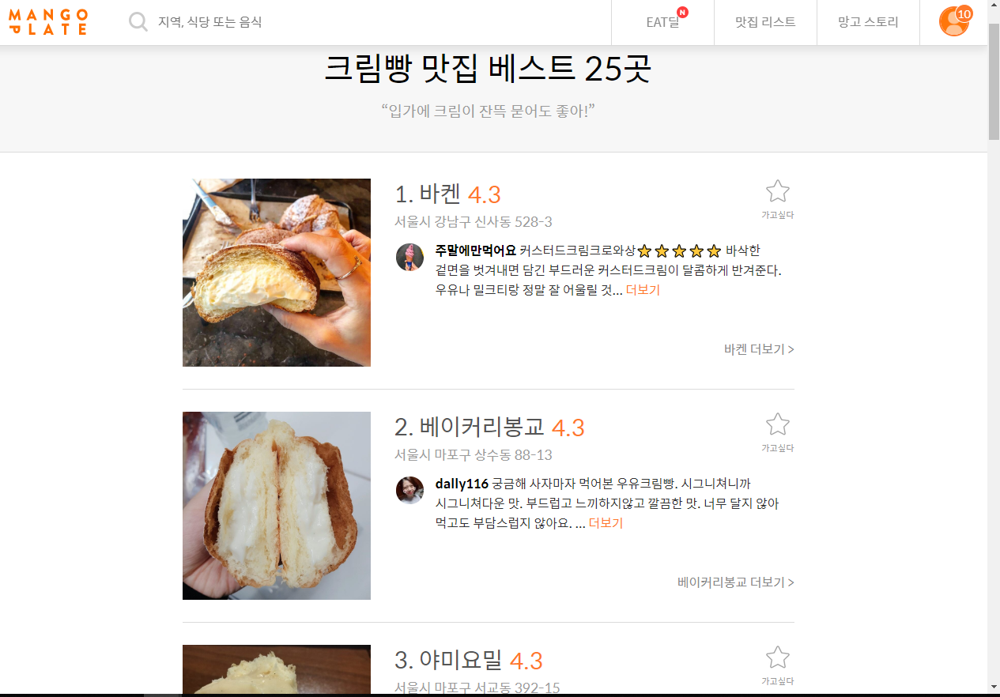 MANGO
PLATE
지역, 식당 또는 음식
EAT딜
N
맛집 리스트
망고 스토리
10
크림빵 맛집 베스트 25곳
“입가에 크림이 잔뜩 묻어도 좋아!”
1. 바켄 4.3
가고싶다
서울시 강남구 신사동 528-3
주말에만먹어요 커스터드크림크로와상⭐⭐⭐⭐⭐ 바삭한
겉면을 벗겨내면 담긴 부드러운 커스터드크림이 달콤하게 반겨준다.
우유나 밀크티랑 정말 잘 어울릴 것... 더보기
바켄 더보기 >
2. 베이커리봉교 4.3
가고싶다
서울시 마포구 상수동 88-13
dally116 궁금해 사자마자 먹어본 우유크림빵. 시그니쳐니까
시그니쳐다운 맛. 부드럽고 느끼하지않고 깔끔한 맛. 너무 달지 않아
먹고도 부담스럽지 않아요. ... 더보기
베이커리봉교 더보기 >
3. 야미요밀 4.3
가고싶다
서울시 마포구 서교동 392-15